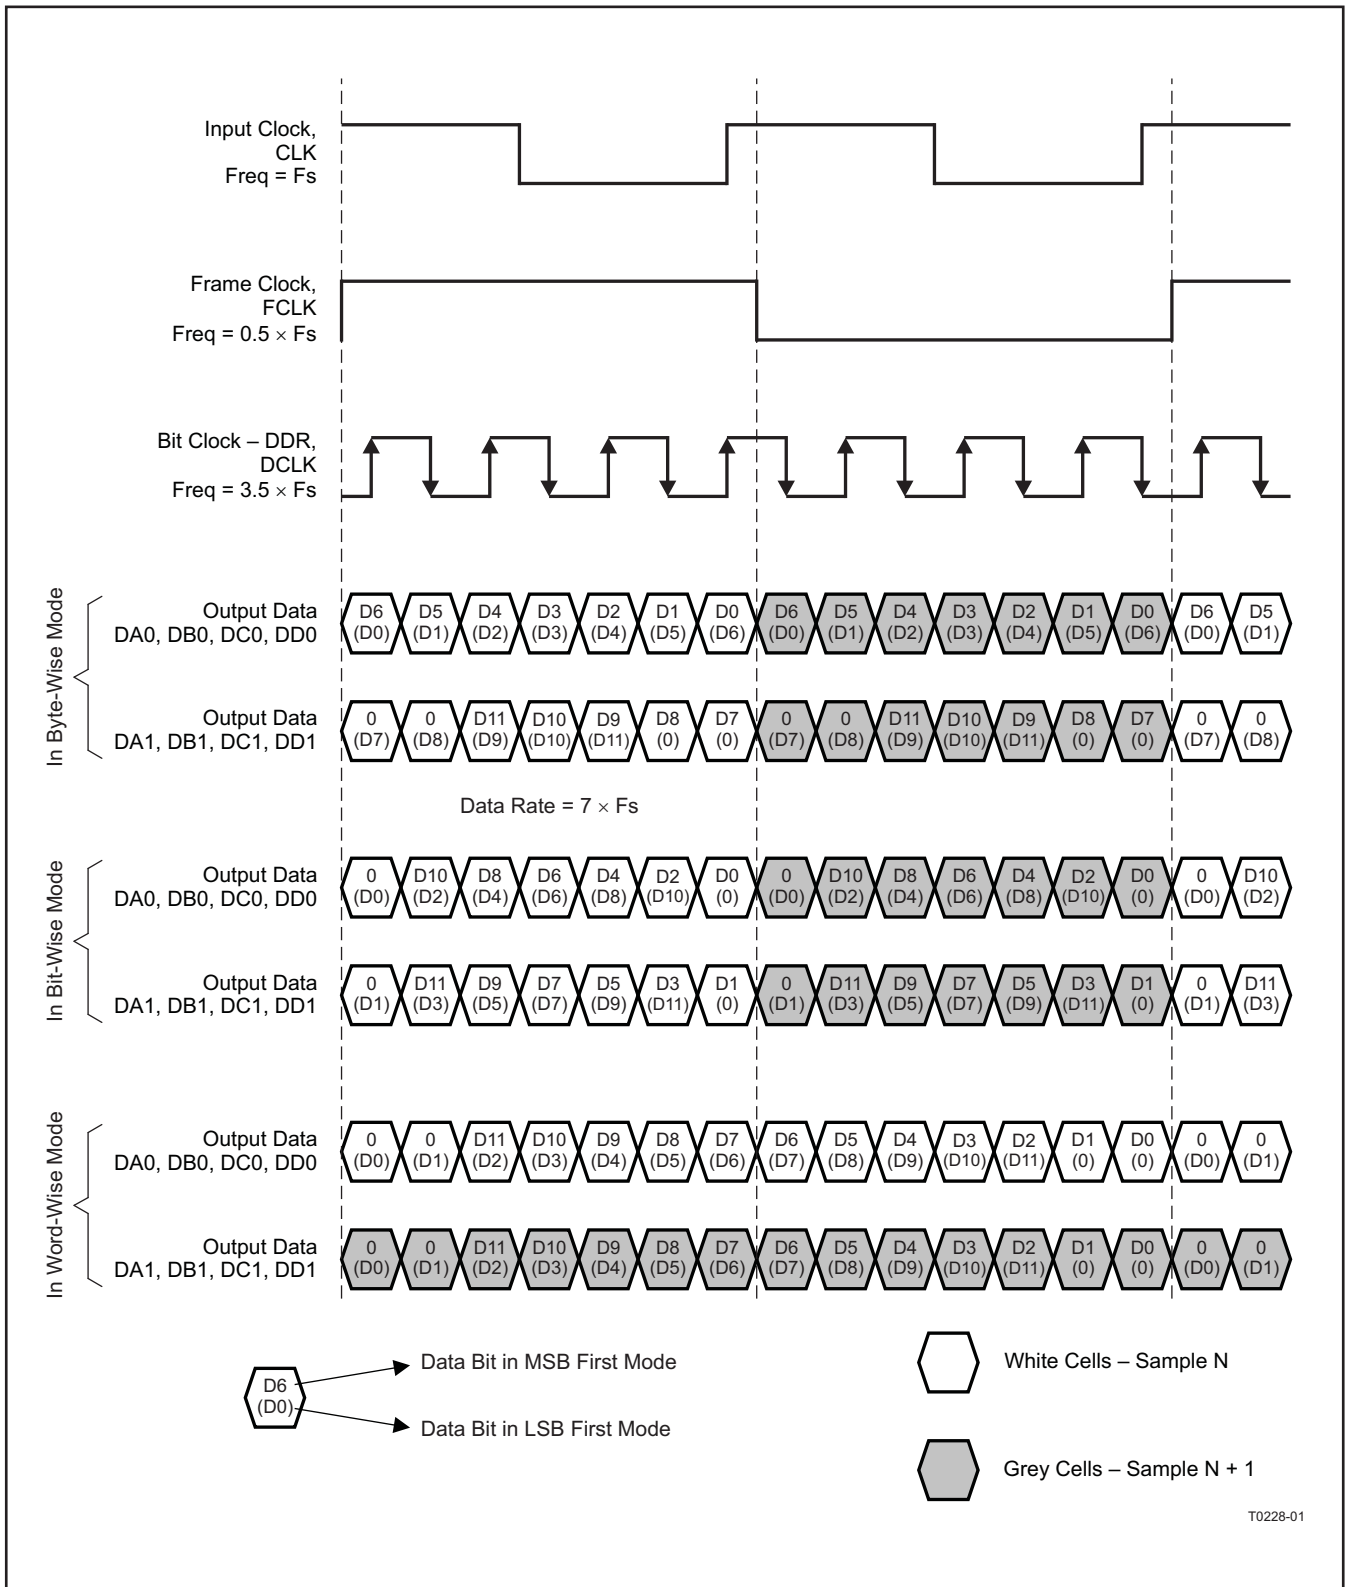 Input Clock,
CLK
Freq = Fs
Frame Clock,
FCLK
Freq = 0.5 × Fs
Bit Clock – DDR,
DCLK
Freq = 3.5 × Fs
In Byte-Wise Mode
Output Data
DA0, DB0, DC0, DD0
D6 D5 D4 D3 D2 D1 D0 D6 D5 D4 D3 D2 D1 D0 D6 D5
(D0) (D1) (D2) (D3) (D4) (D5) (D6) (D0) (D1) (D2) (D3) (D4) (D5) (D6) (D0) (D1)
Output Data
DA1, DB1, DC1, DD1
0 0 D11 D10 D9 D8 D7 0 0 D11 D10 D9 D8 D7 0 0
(D7) (D8) (D9) (D10) (D11) (0) (0) (D7) (D8) (D9) (D10) (D11) (0) (0) (D7) (D8)
Data Rate = 7 × Fs
In Bit-Wise Mode
Output Data
DA0, DB0, DC0, DD0
0 D10 D8 D6 D4 D2 D0 0 D10 D8 D6 D4 D2 D0 0 D10
(D0) (D2) (D4) (D6) (D8) (D10) (0) (D0) (D2) (D4) (D6) (D8) (D10) (0) (D0) (D2)
Output Data
DA1, DB1, DC1, DD1
0 D11 D9 D7 D5 D3 D1 0 D11 D9 D7 D5 D3 D1 0 D11
(D1) (D3) (D5) (D7) (D9) (D11) (0) (D1) (D3) (D5) (D7) (D9) (D11) (0) (D1) (D3)
In Word-Wise Mode
Output Data
DA0, DB0, DC0, DD0
0 0 D11 D10 D9 D8 D7 D6 D5 D4 D3 D2 D1 D0 0 0
(D0) (D1) (D2) (D3) (D4) (D5) (D6) (D7) (D8) (D9) (D10) (D11) (0) (0) (D0) (D1)
Output Data
DA1, DB1, DC1, DD1
0 0 D11 D10 D9 D8 D7 D6 D5 D4 D3 D2 D1 D0 0 0
(D0) (D1) (D2) (D3) (D4) (D5) (D6) (D7) (D8) (D9) (D10) (D11) (0) (0) (D0) (D1)
D6
(D0)
Data Bit in MSB First Mode
Data Bit in LSB First Mode
White Cells – Sample N
Grey Cells – Sample N + 1
T0228-01